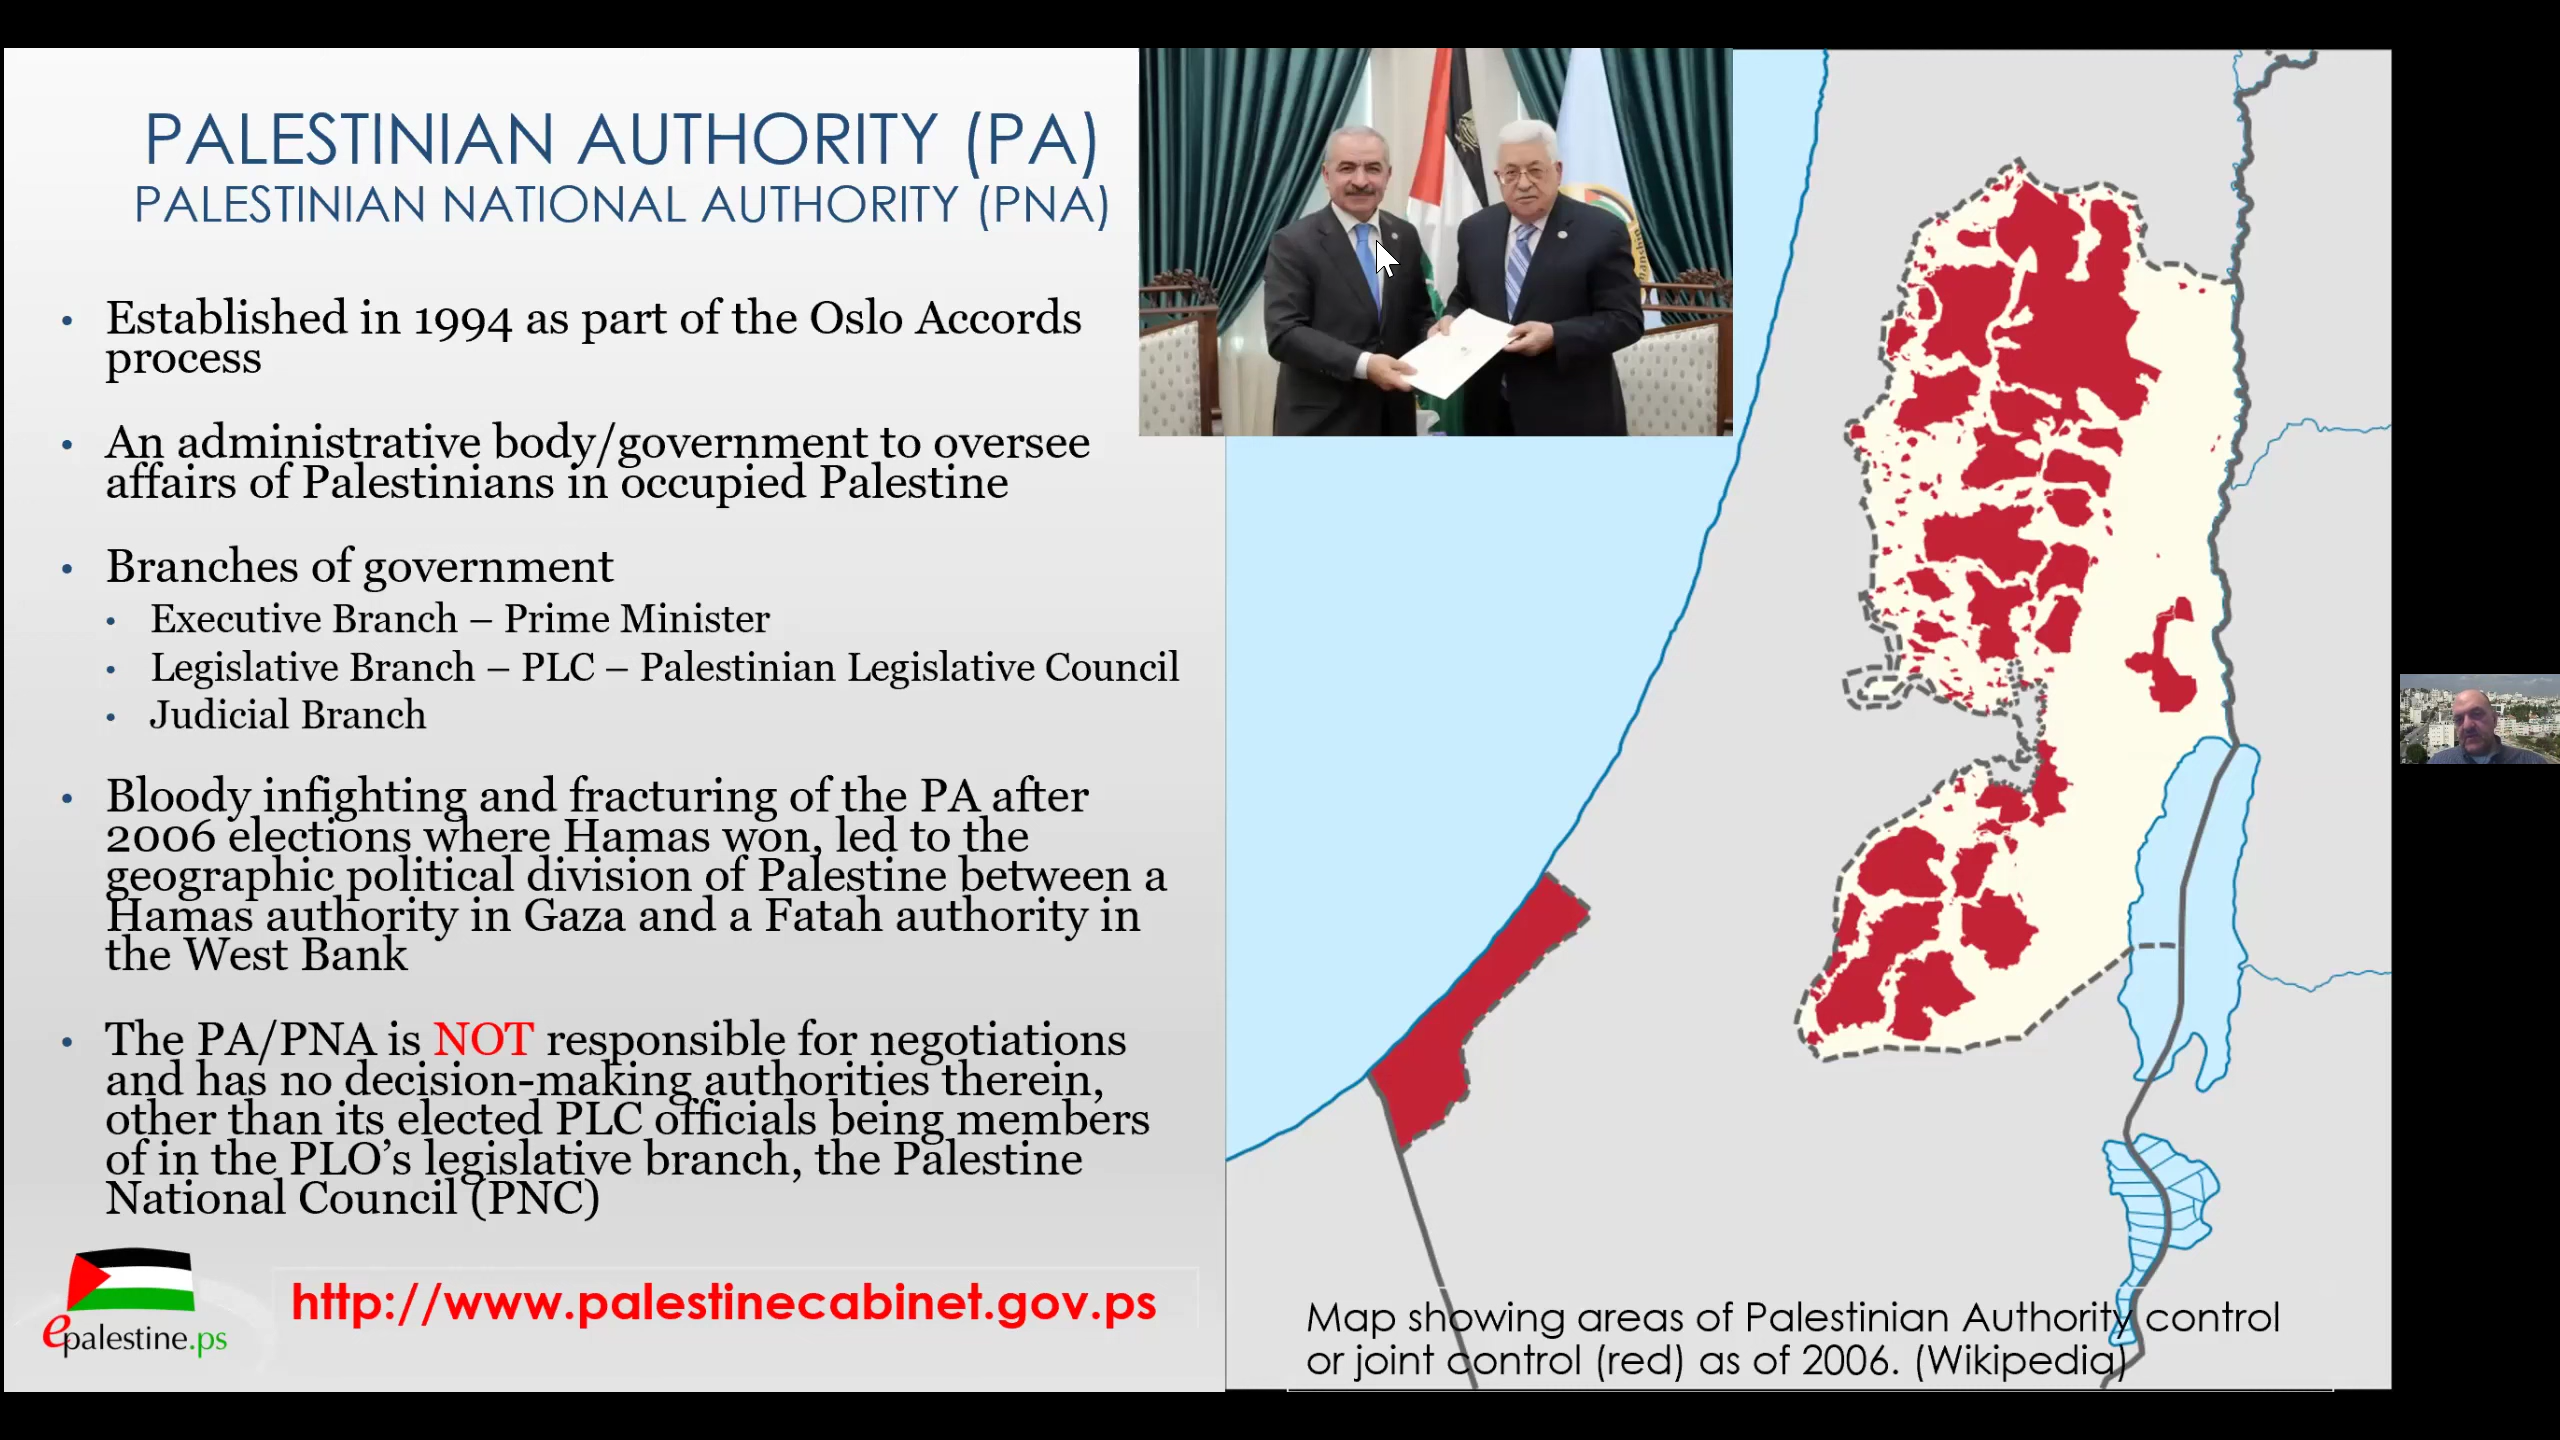 PALESTINIAN AUTHORITY (PA)
PALESTINIAN NATIONAL AUTHORITY (PNA)
• Established in 1994 as part of the Oslo Accords
process
• An administrative body/government to oversee
affairs of Palestinians in occupied Palestine
• Branches of government
• Executive Branch – Prime Minister
• Legislative Branch – PLC – Palestinian Legislative Council
• Judicial Branch
• Bloody infighting and fracturing of the PA after
2006 elections where Hamas won, led to the
geographic political division of Palestine between a
Hamas authority in Gaza and a Fatah authority in
the West Bank
• The PA/PNA is NOT responsible for negotiations
and has no decision-making authorities therein,
other than its elected PLC officials being members
of in the PLO’s legislative branch, the Palestine
National Council (PNC)
epalestine.ps
http://www.palestinecabinet.gov.ps
Map showing areas of Palestinian Authority control
or joint control (red) as of 2006. (Wikipedia)